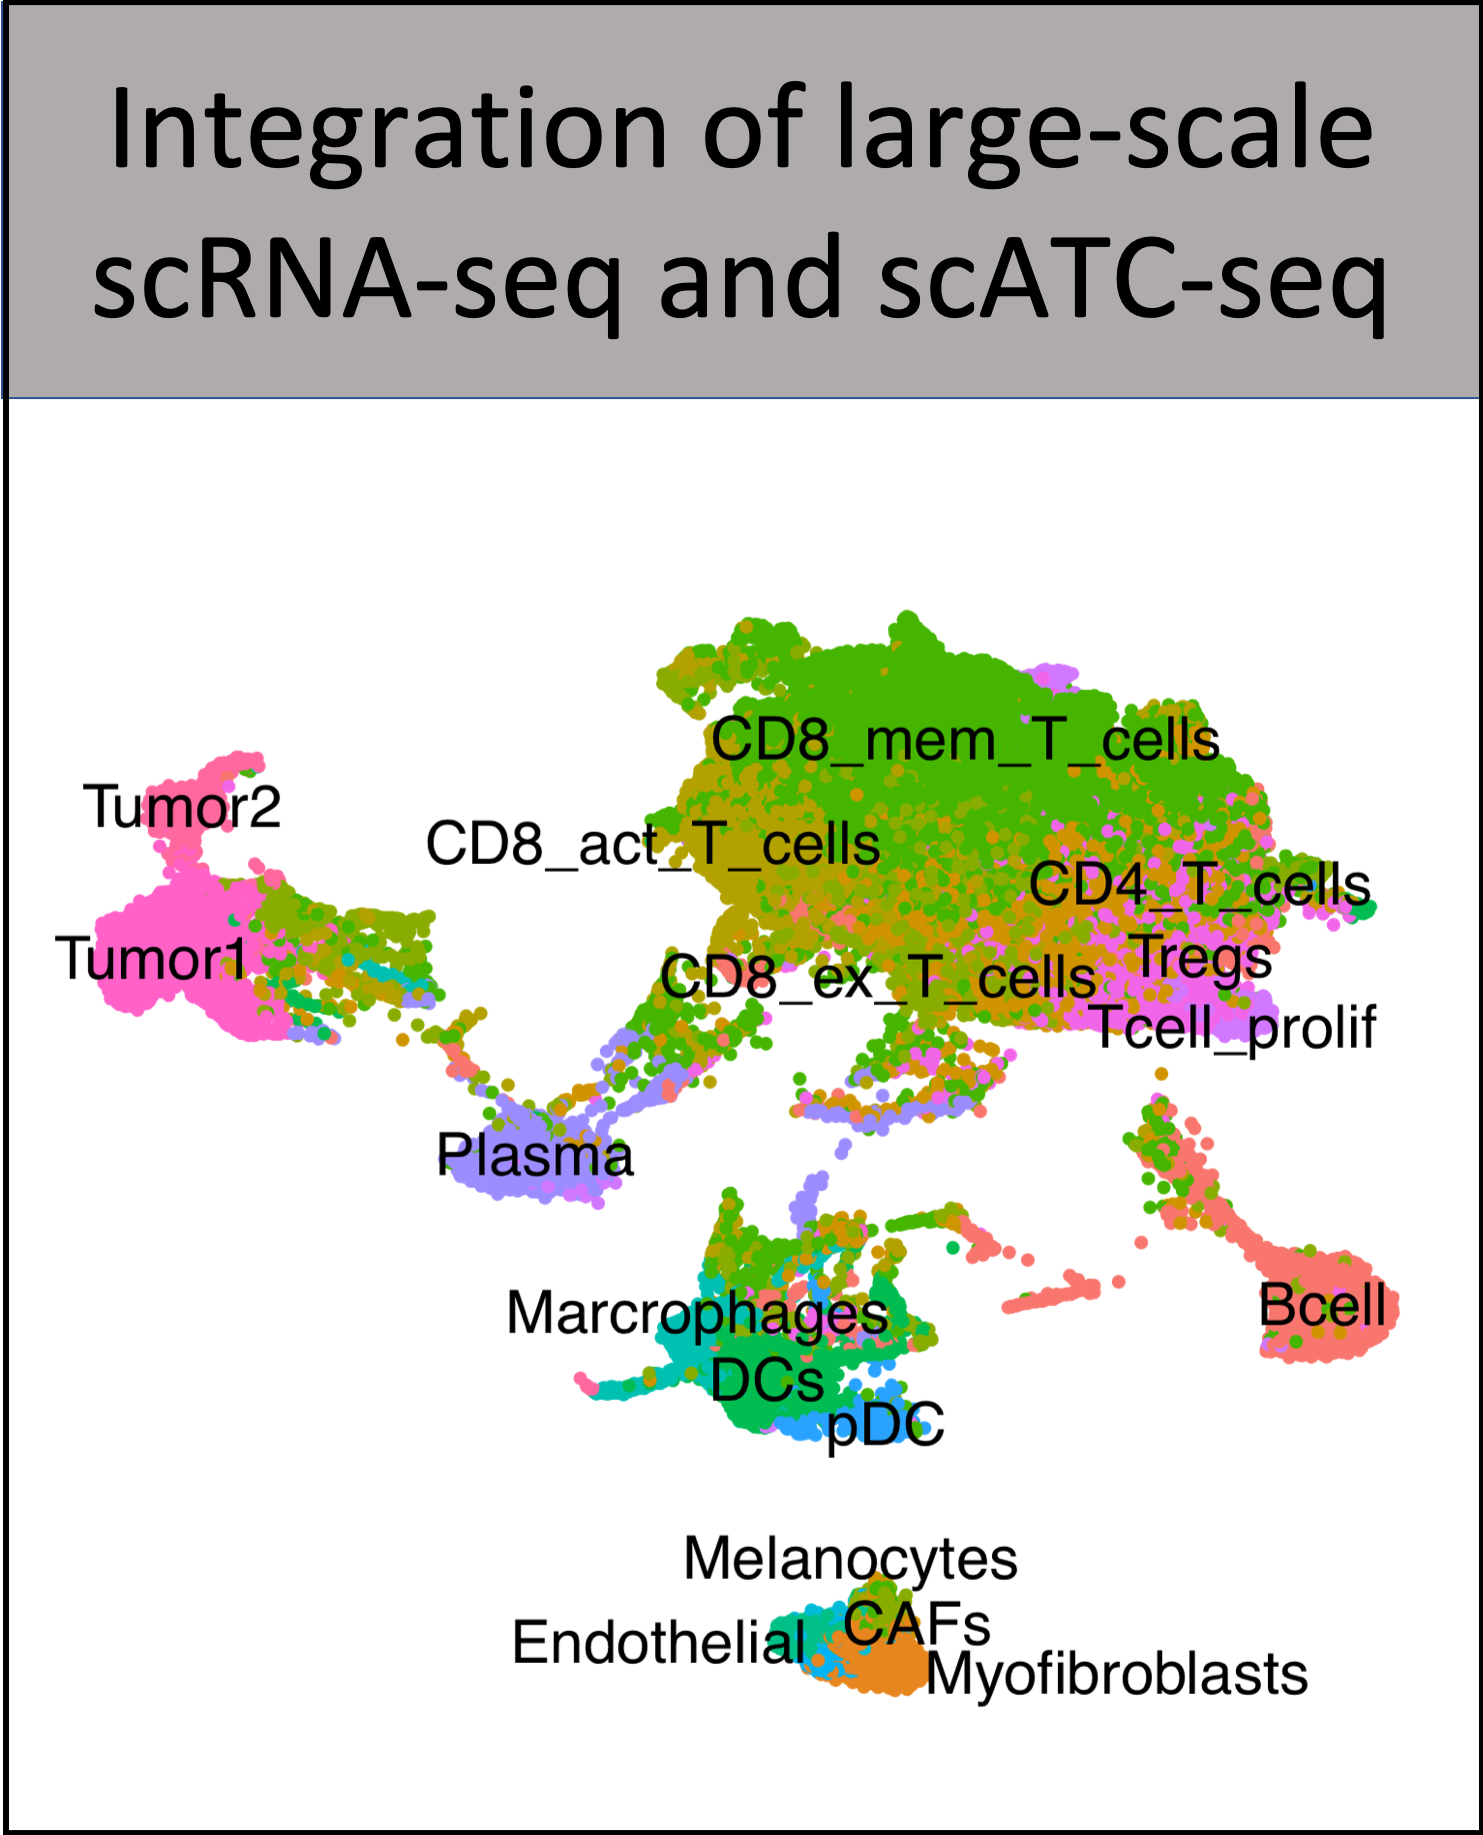 Integration of large-scale
scRNA-seq and scATC-seq
CD8_mem_T_cells
Tumor2
CD8_act_T_cells
CD4_T_cells
Tumor1
Tregs
CD8_ex_T_cells
Tcell_prolif
Plasma
Marcrophages
Bcell
DCs
pDC
Melanocytes
CAFs
Endothelial
Myofibroblasts